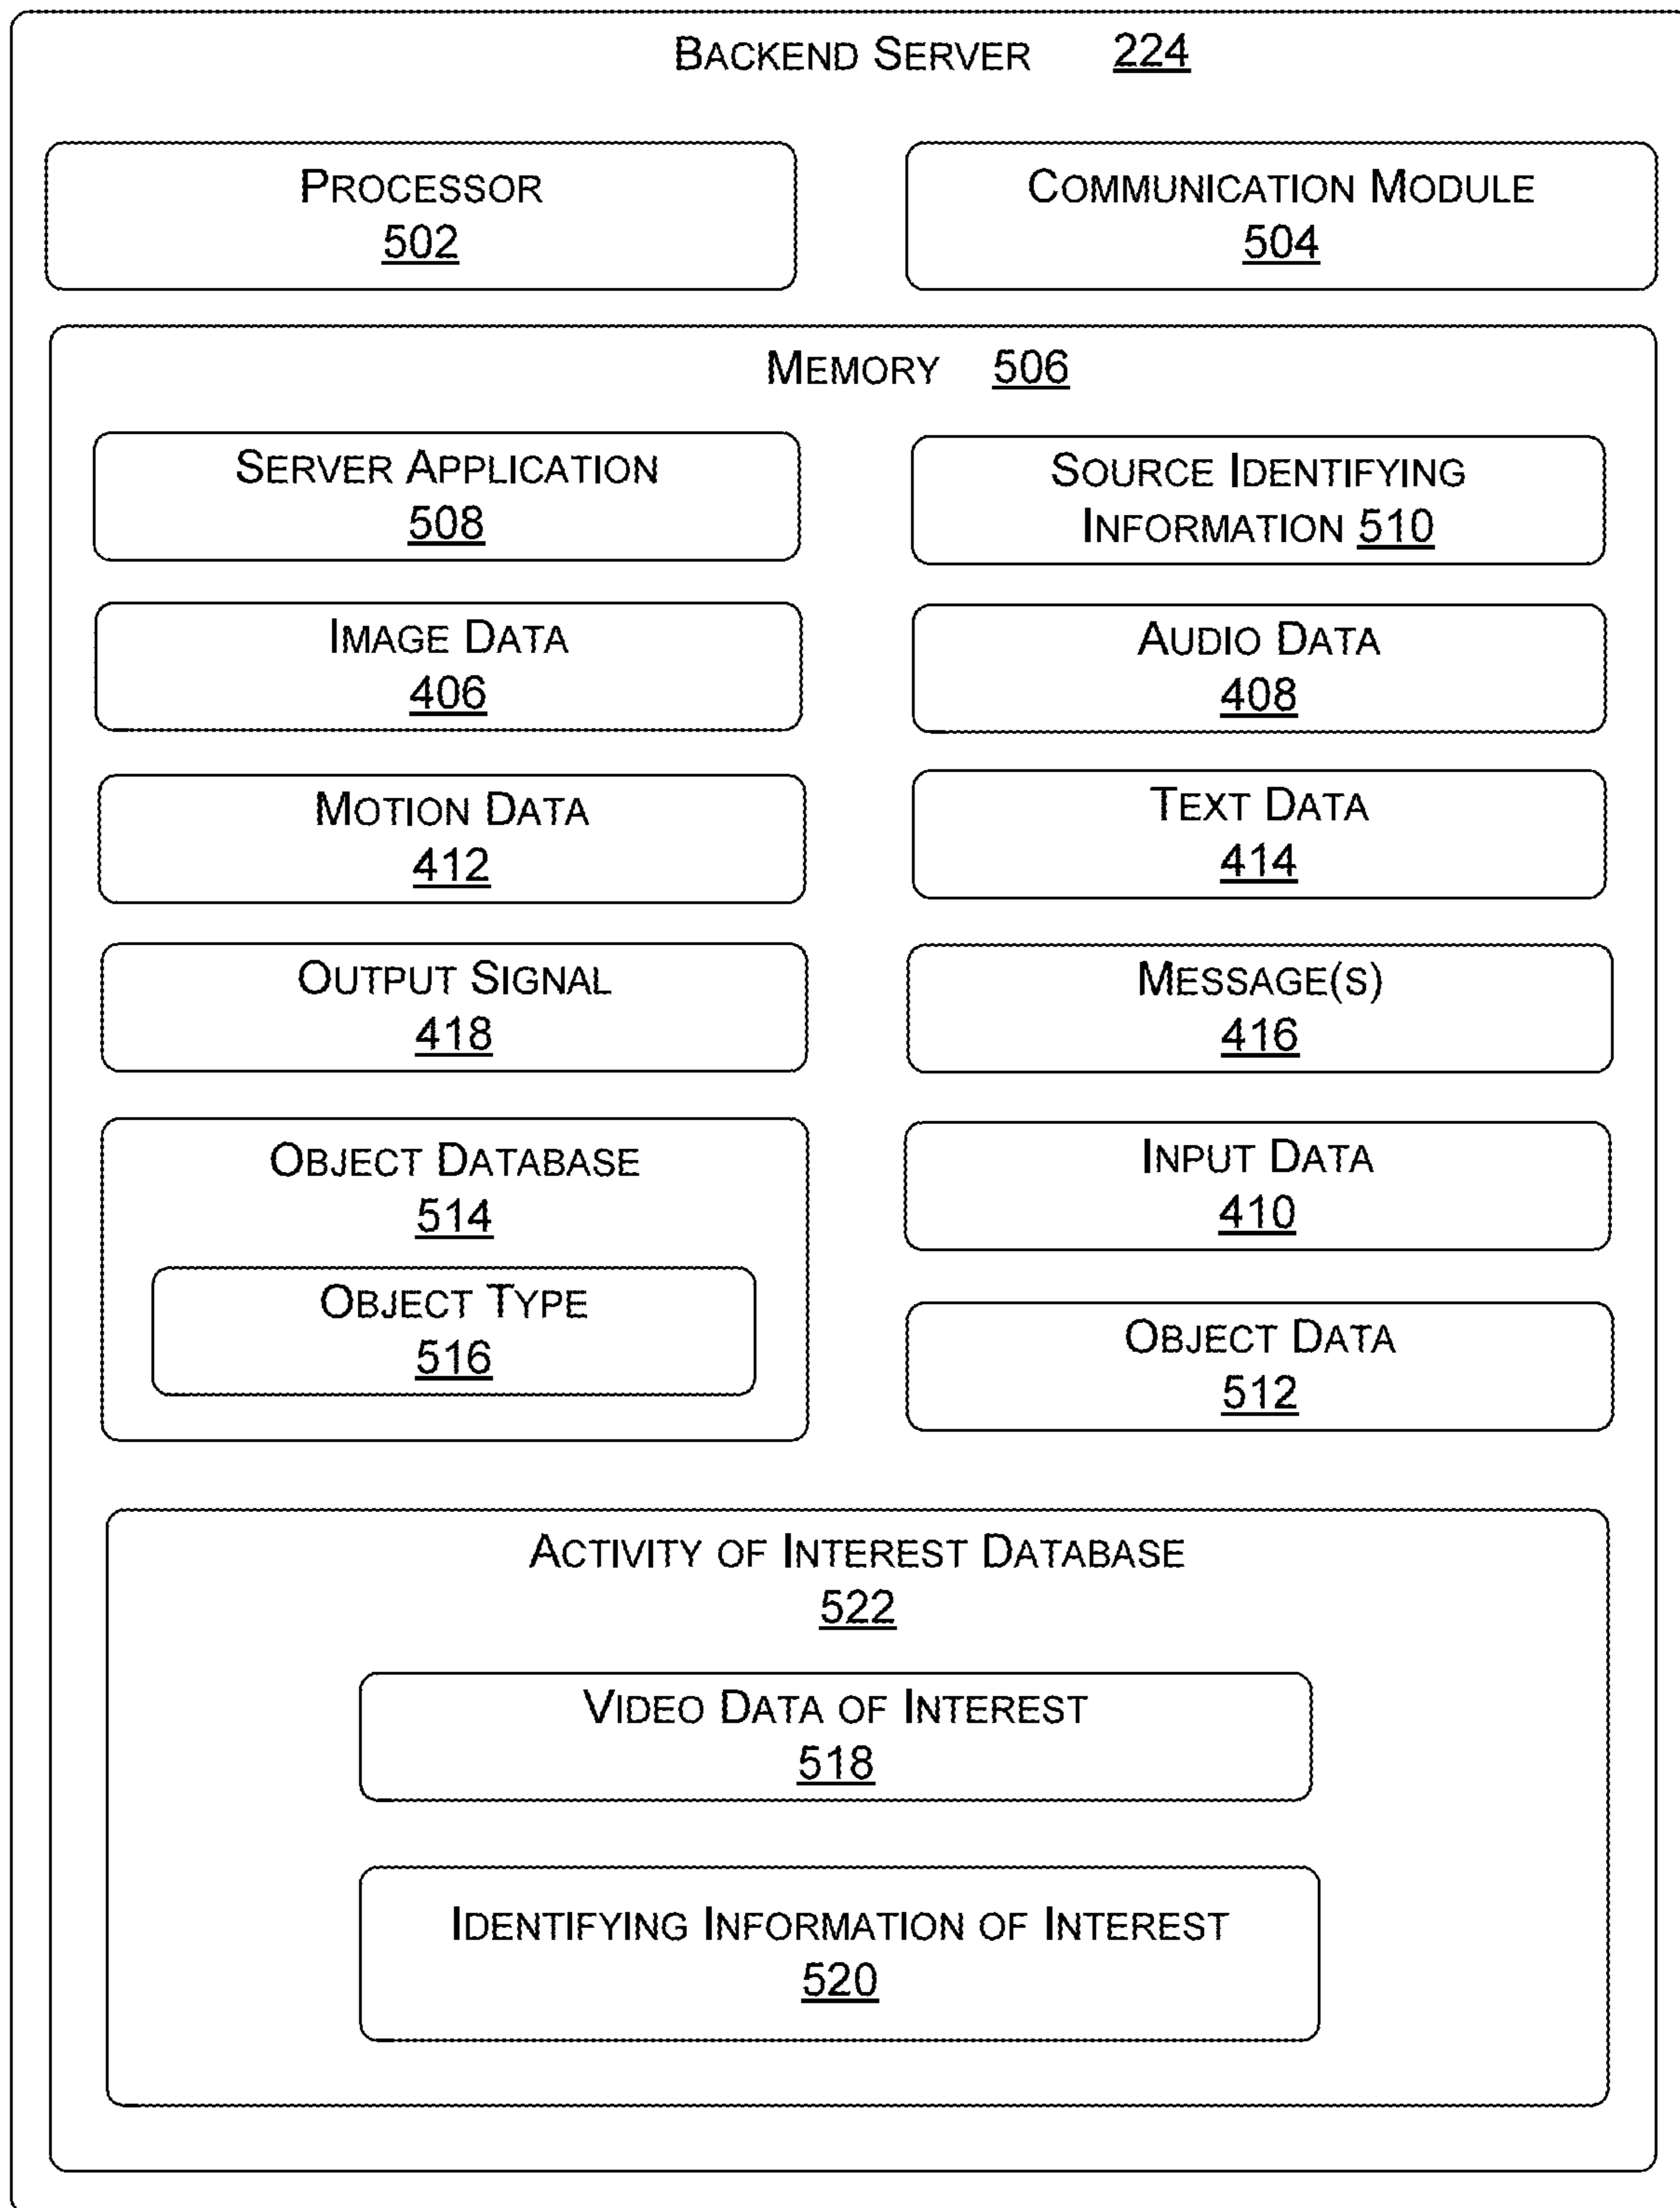 BACKEND SERVER 224
PROCESSOR
502
COMMUNICATION MODULE
504
MEMORY 506
SERVER APPLICATION
508
SOURCE IDENTIFYING
INFORMATION 510
IMAGE DATA
406
AUDIO DATA
408
MOTION DATA
412
TEXT DATA
414
OUTPUT SIGNAL
418
MESSAGE(S)
416
OBJECT DATABASE
514
OBJECT TYPE
516
INPUT DATA
410
OBJECT DATA
512
ACTIVITY OF INTEREST DATABASE
522
VIDEO DATA OF INTEREST
518
IDENTIFYING INFORMATION OF INTEREST
520